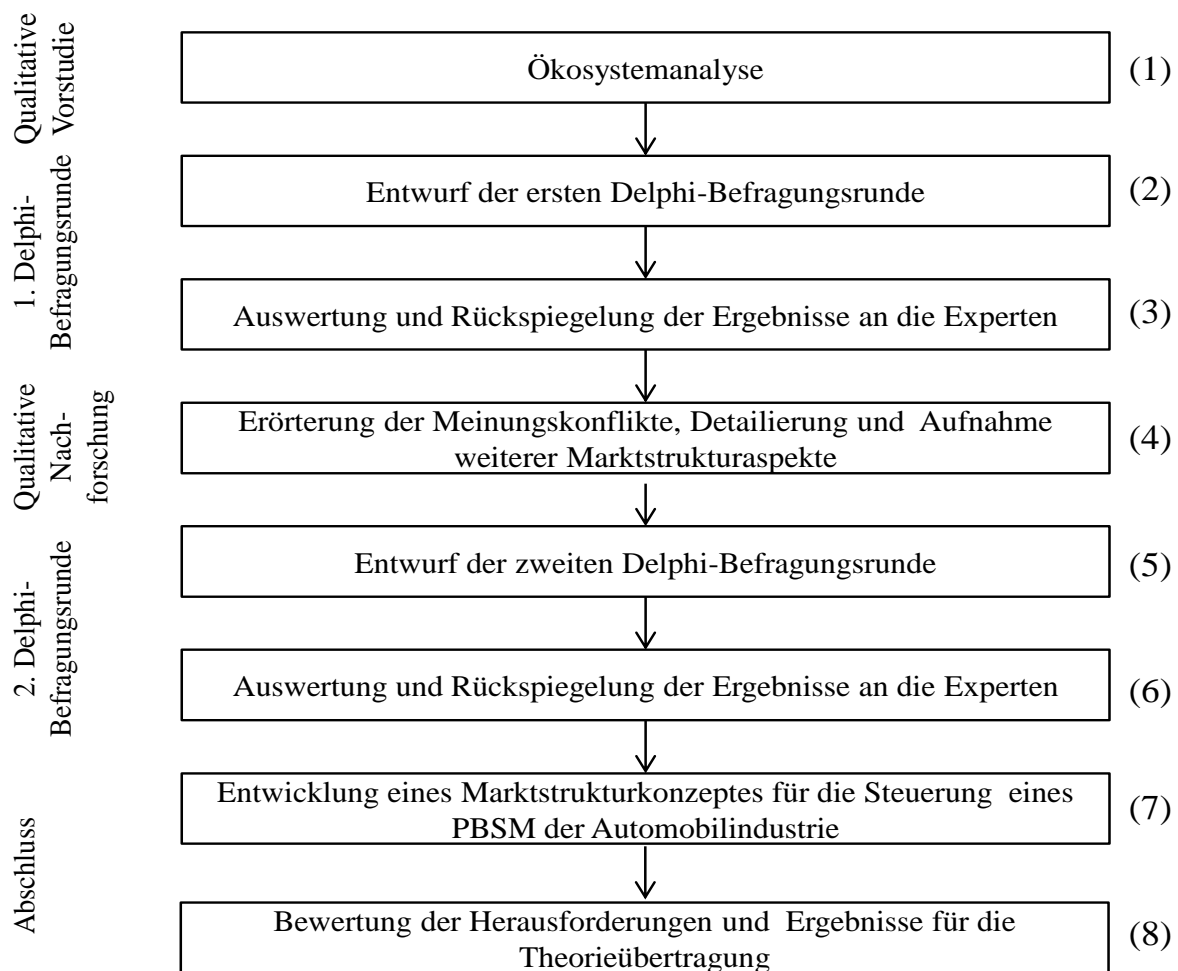 Qualitative
Vorstudie
Ökosystemanalyse
(1)
1. Delphi-
Befragungsrunde
Entwurf der ersten Delphi-Befragungsrunde
(2)
Auswertung und Rückspiegelung der Ergebnisse an die Experten
(3)
Qualitative
Nach-
forschung
Erörterung der Meinungskonflikte, Detailierung und Aufnahme
weiterer Marktstrukturaspekte
(4)
2. Delphi-
Befragungsrunde
Entwurf der zweiten Delphi-Befragungsrunde
(5)
Auswertung und Rückspiegelung der Ergebnisse an die Experten
(6)
Abschluss
Entwicklung eines Marktstrukturkonzeptes für die Steuerung eines
PBSM der Automobilindustrie
(7)
Bewertung der Herausforderungen und Ergebnisse für die
Theorieübertragung
(8)